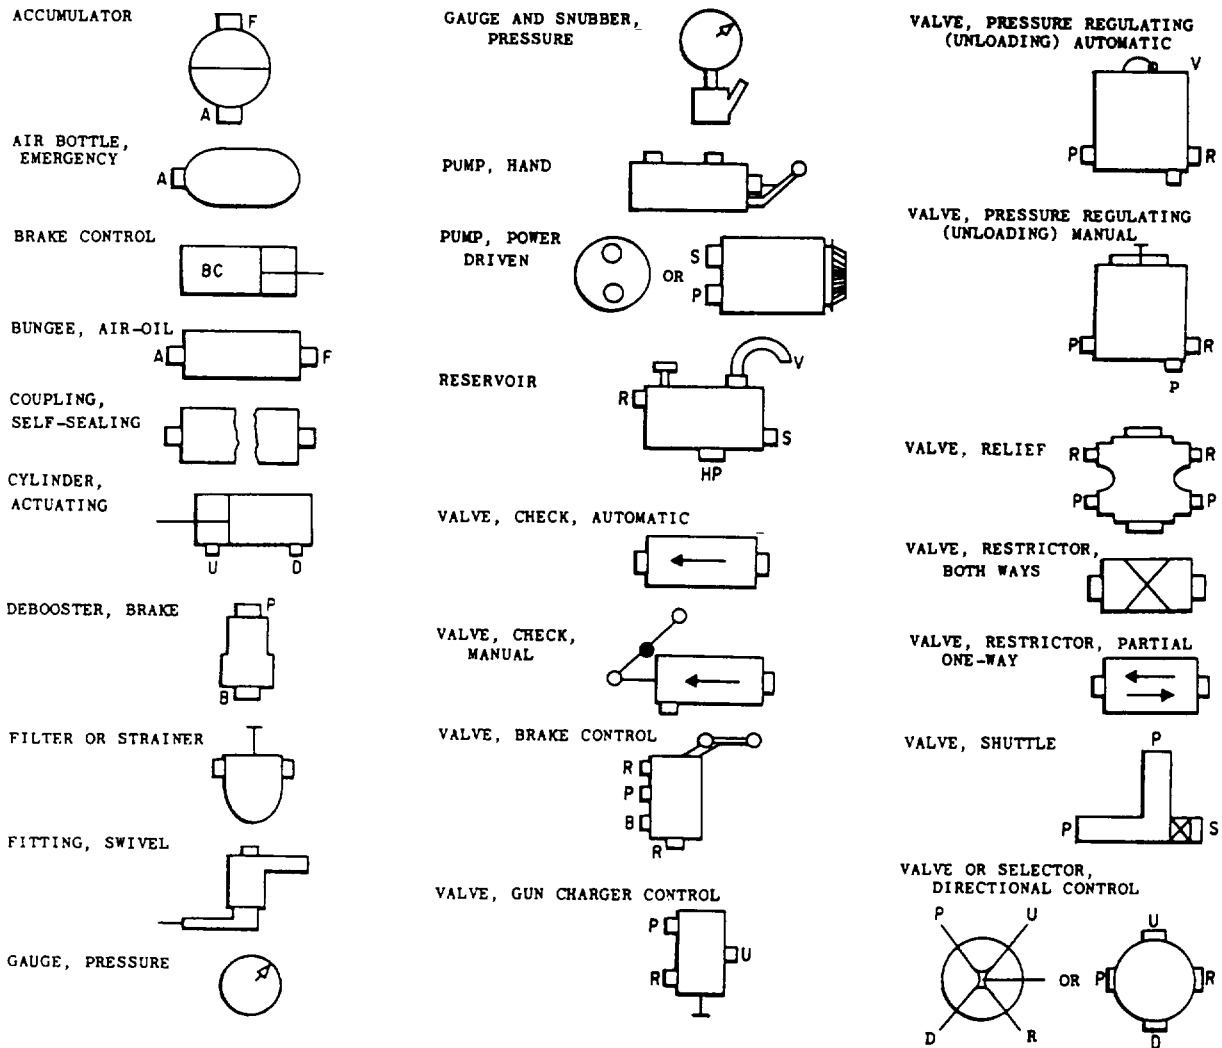 ACCUMULATOR
F
A
AIR BOTTLE,
EMERGENCY
A
BRAKE CONTROL
BC
BUNGEE, AIR-OIL
A
F
COUPLING,
SELF-SEALING
CYLINDER,
ACTUATING
U
D
DEBOOSTER, BRAKE
P
B
FILTER OR STRAINER
FITTING, SWIVEL
GAUGE, PRESSURE
GAUGE AND SNUBBER,
PRESSURE
PUMP, HAND
PUMP, POWER
DRIVEN
OR
S
P
RESERVOIR
V
R
S
HP
VALVE, CHECK, AUTOMATIC
VALVE, CHECK,
MANUAL
VALVE, BRAKE CONTROL
R
P
B
R
VALVE, GUN CHARGER CONTROL
P
U
R
VALVE, PRESSURE REGULATING
(UNLOADING) AUTOMATIC
V
P
R
VALVE, PRESSURE REGULATING
(UNLOADING) MANUAL
P
R
P
VALVE, RELIEF
R
R
P
P
VALVE, RESTRICTOR,
BOTH WAYS
VALVE, RESTRICTOR, PARTIAL
ONE-WAY
VALVE, SHUTTLE
P
P
S
VALVE OR SELECTOR,
DIRECTIONAL CONTROL
P
U
D
R
OR
U
P
R
D